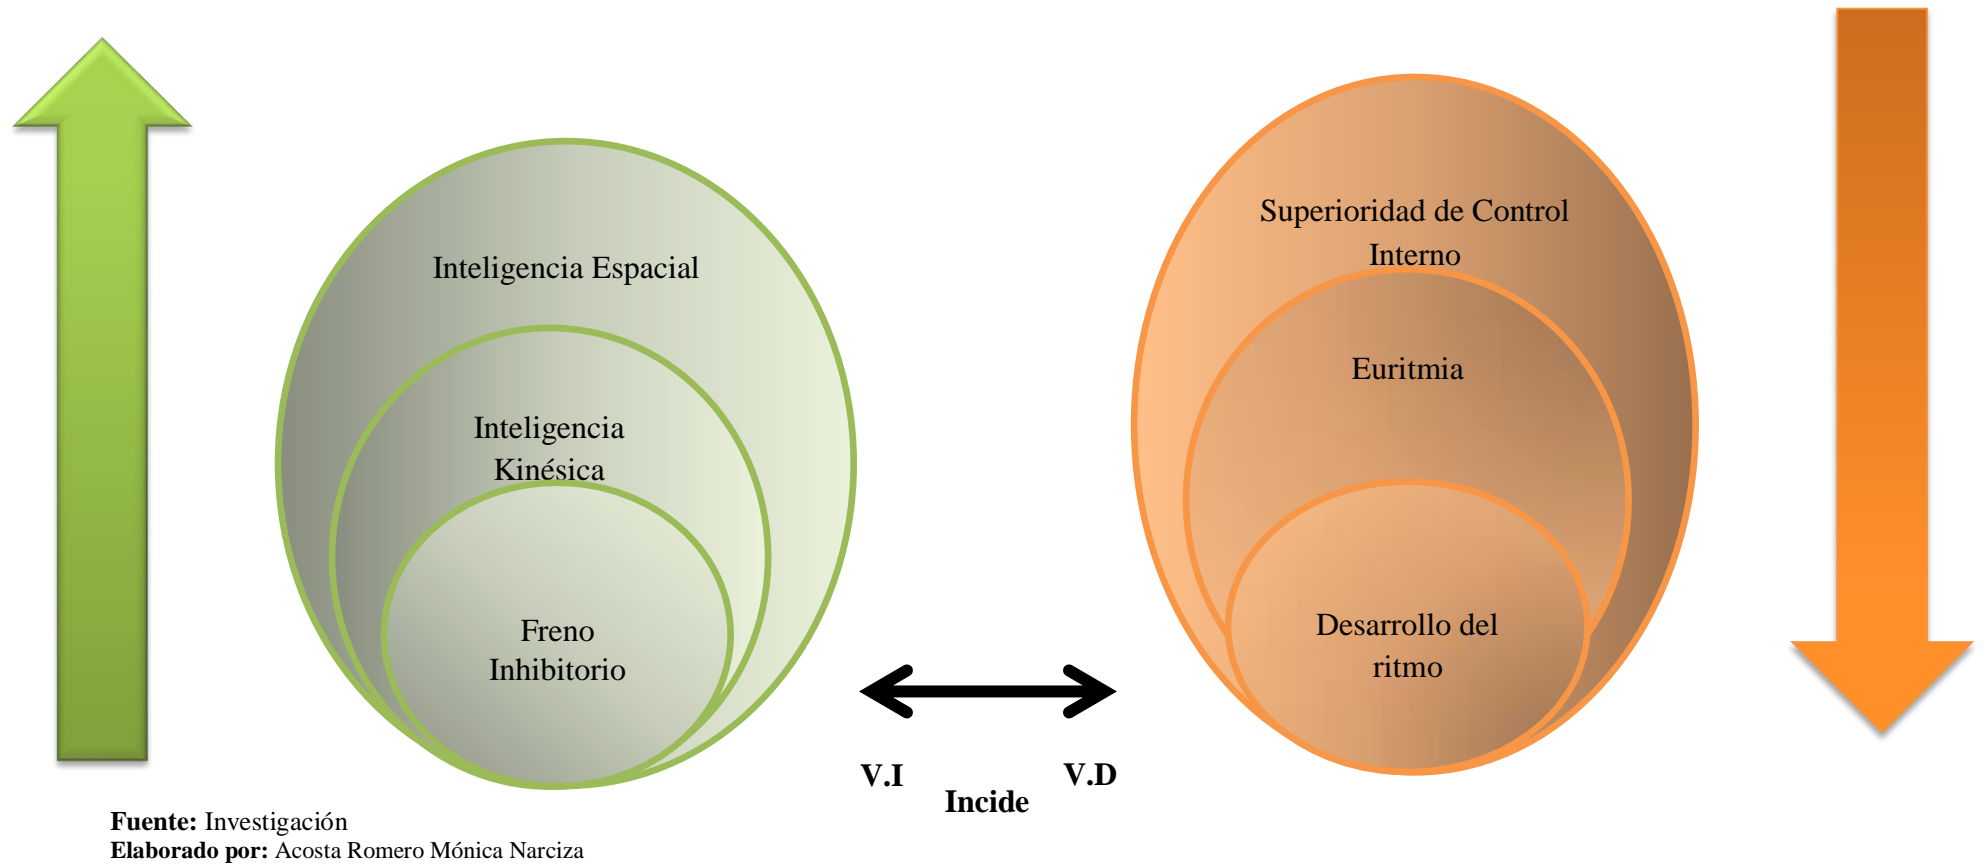 Inteligencia Espacial
Inteligencia
Kinésica
Freno
Inhibitorio
Superioridad de Control
Interno
Euritmia
Desarrollo del
ritmo
V.I
V.D
Incide
Fuente: Investigación
Elaborado por: Acosta Romero Mónica Narciza